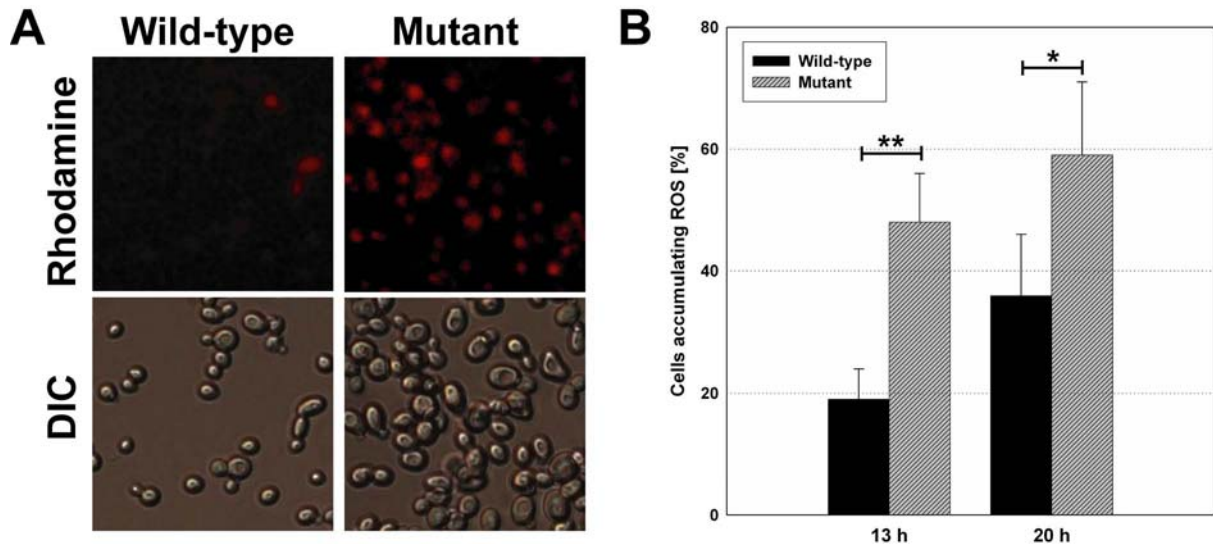 A
Wild-type
Mutant
Rhodamine
DIC
B
Cells accumulating ROS [%]
80
60
40
20
0
Wild-type
Mutant
**
*
13 h
20 h